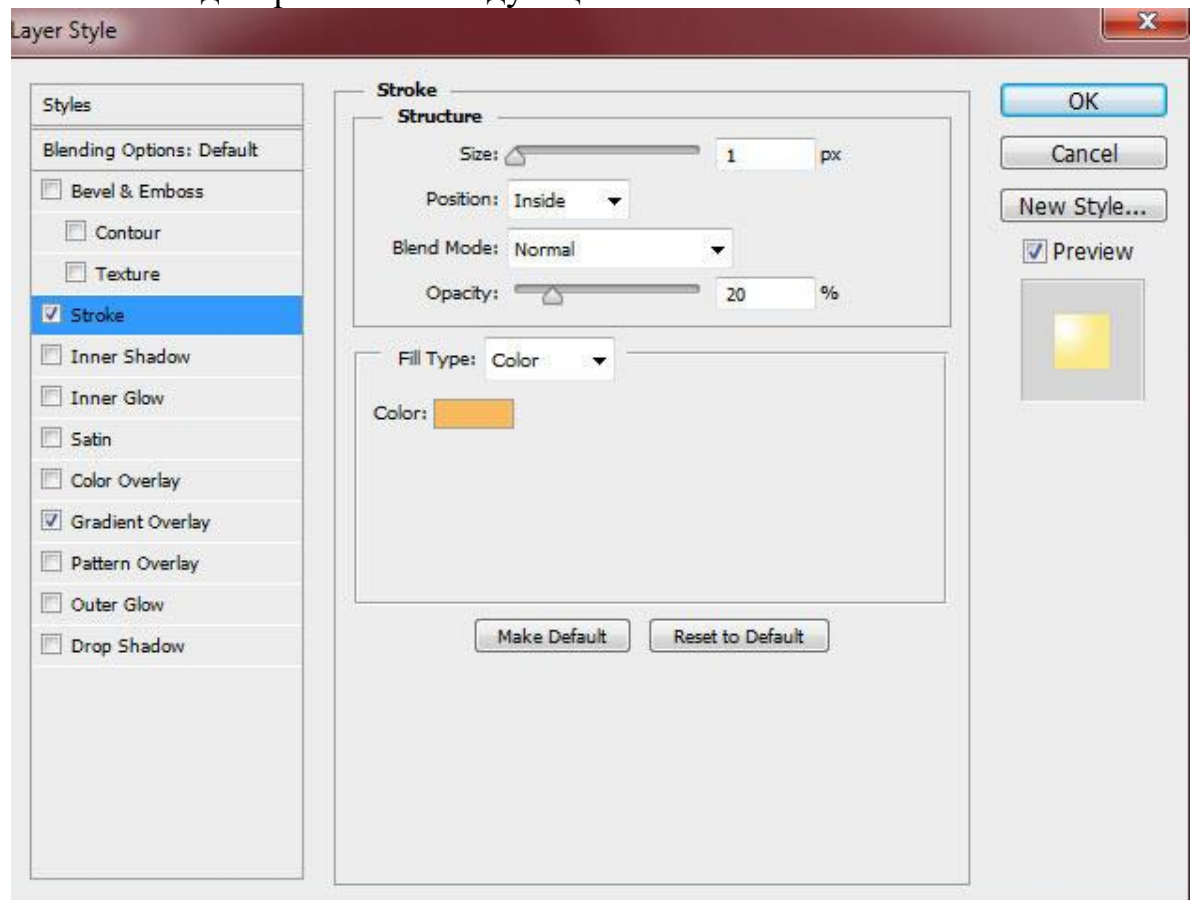 Layer Style
X
Styles
Blending Options: Default
Bevel & Emboss
Contour
Texture
Stroke
Inner Shadow
Inner Glow
Satin
Color Overlay
Gradient Overlay
Pattern Overlay
Outer Glow
Drop Shadow
Stroke
Structure
Size: 1 px
Position: Inside
Blend Mode: Normal
Opacity: 20 %
Fill Type: Color
Color:
Make Default Reset to Default
OK
Cancel
New Style...
Preview